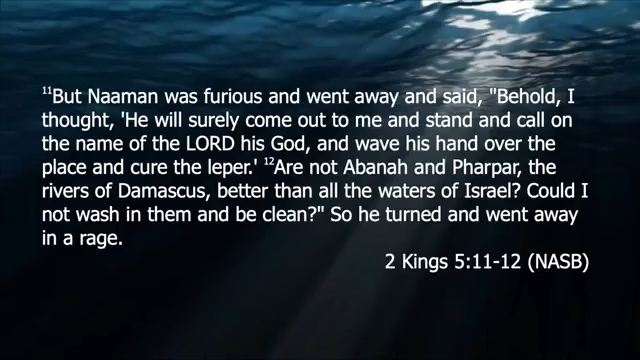 ¹¹But Naaman was furious and went away and said, "Behold, I
thought, 'He will surely come out to me and stand and call on
the name of the LORD his God, and wave his hand over the
place and cure the leper.' ¹²Are not Abanah and Pharpar, the
rivers of Damascus, better than all the waters of Israel? Could I
not wash in them and be clean?" So he turned and went away
in a rage.
2 Kings 5:11-12 (NASB)